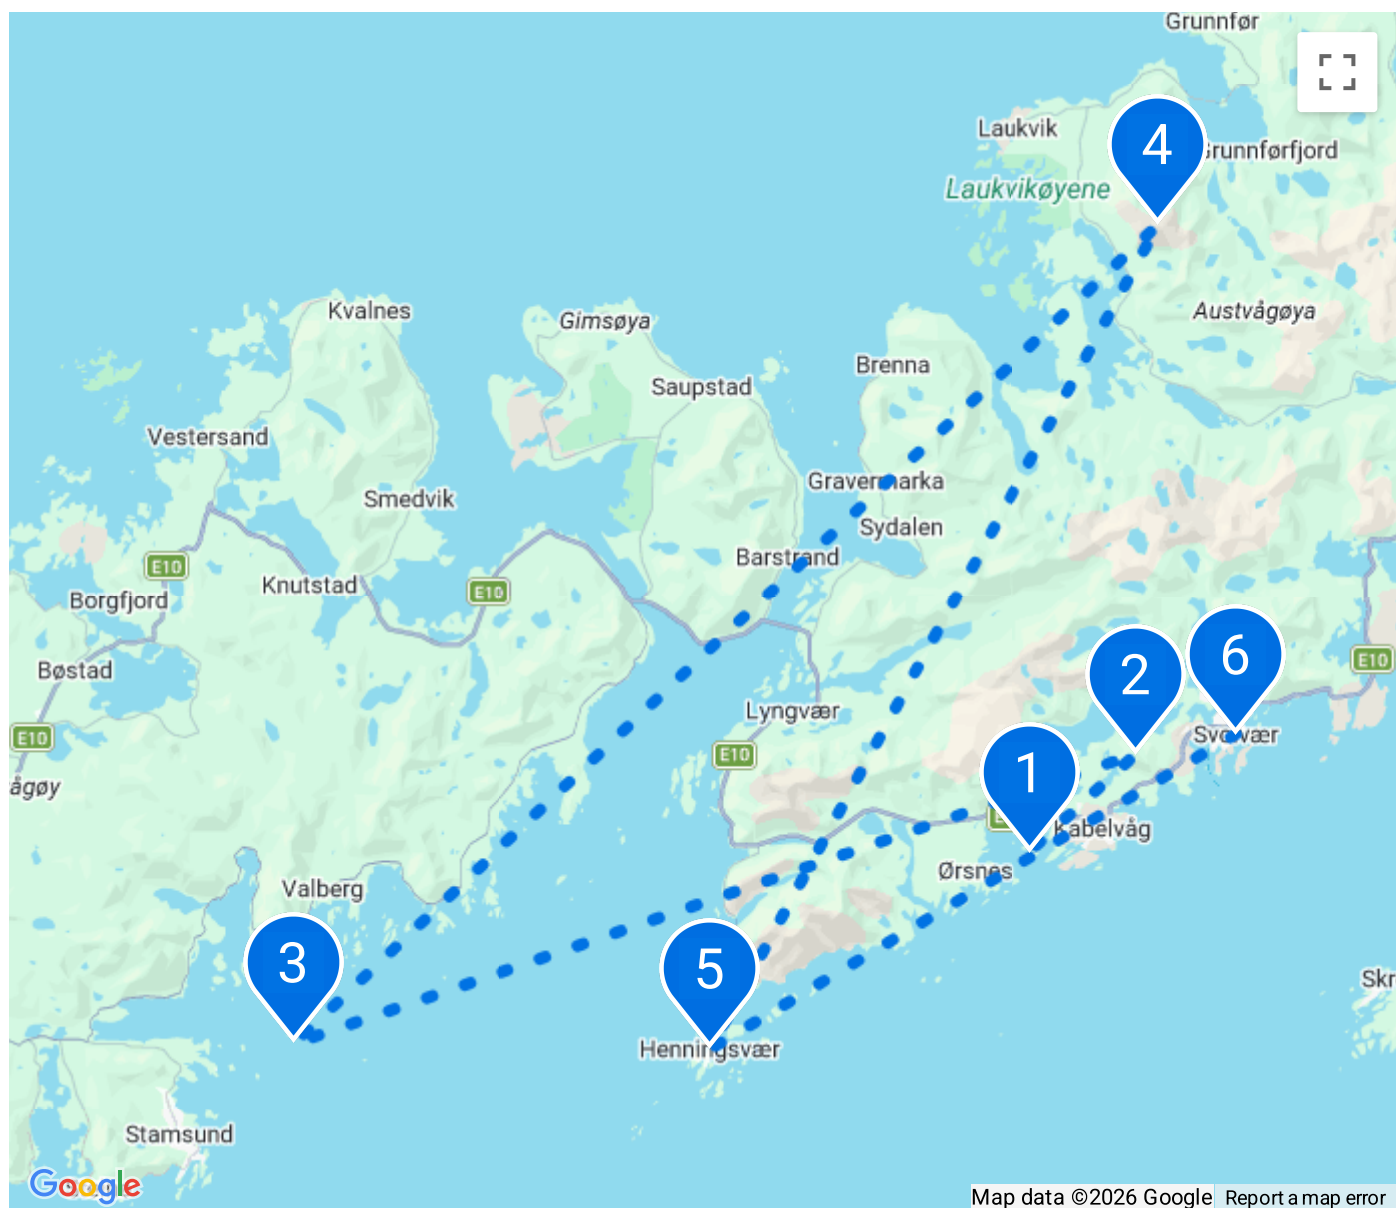 Grunnfør
Laukvik
4
Grunnførfjord
Laukvikøyene
Kvalnes
Gimsøya
Austvågøya
Brenna
Saupstad
Vestersand
Gravermarka
Smedvik
Sydalen
Barstrand
E10
Knutstad
E10
Borgfjord
6
E10
Bøstad
2
Lyngvær
E10
Svolvær
E10
1
ågøy
Kabelvåg
Ørsnes
Valberg
3
5
Skr
Henningsvær
Stamsund
Google
Map data ©2026 Google
Report a map error